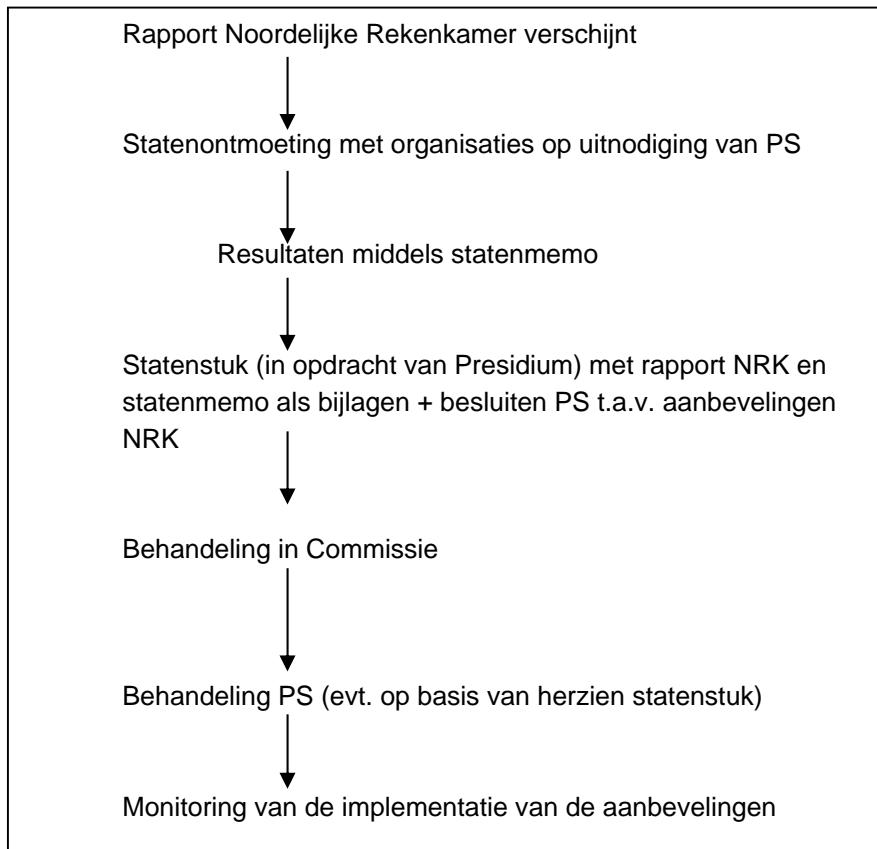 Rapport Noordelijke Rekenkamer verschijnt
Statenontmoeting met organisaties op uitnodiging van PS
Resultaten middels statenmemo
Statenstuk (in opdracht van Presidium) met rapport NRK en
statenmemo als bijlagen + besluiten PS t.a.v. aanbevelingen
NRK
Behandeling in Commissie
Behandeling PS (evt. op basis van herzien statenstuk)
Monitoring van de implementatie van de aanbevelingen